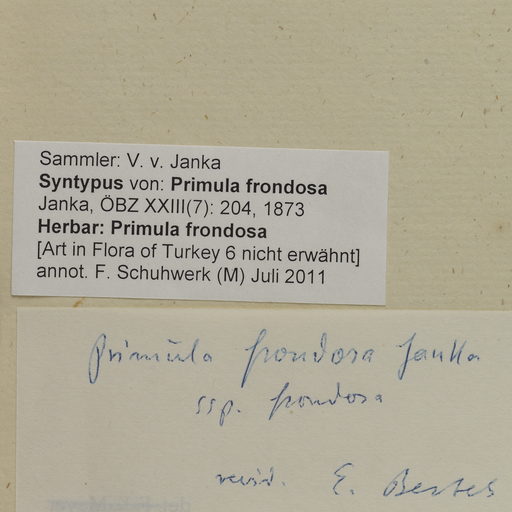 Sammler: V. v. Janka
Syntypus von: Primula frondosa
Janka, ÖBZ XXIII(7): 204, 1873
Herbar: Primula frondosa
[Art in Flora of Turkey 6 nicht erwähnt]
annot. F. Schuhwerk (M) Juli 2011
Primula frondosa Janka
ssp. frondosa
revid. E.